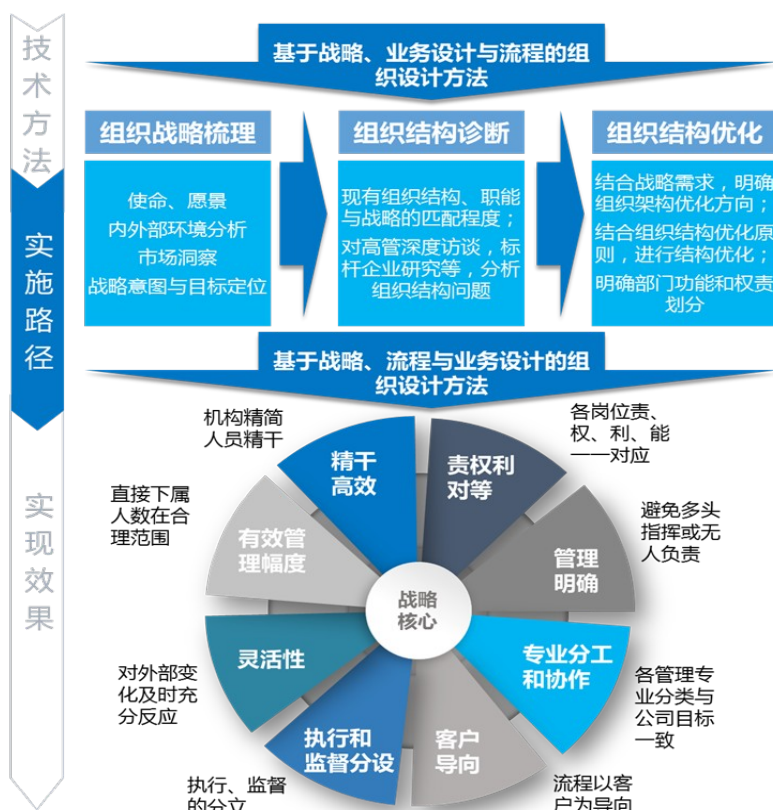 技术方法
实施路径
实现效果
基于战略、业务设计与流程的组
织设计方法
组织战略梳理
使命、愿景
内外部环境分析
市场洞察
战略意图与目标定位
组织结构诊断
现有组织结构、职能
与战略的匹配程度；
对高管深度访谈，标
杆企业研究等，分析
组织结构问题
组织结构优化
结合战略需求，明确
组织架构优化方向；
结合组织结构优化原
则，进行结构优化；
明确部门功能和权责
划分
基于战略、流程与业务设计的组
织设计方法
机构精简
人员精干
精干
高效
责权利
对等
各岗位责、
权、利、能
一一对应
直接下属
人数在合
理范围
有效管
理幅度
管理
明确
避免多头
指挥或无
人负责
战略
核心
对外部变
化及时充
分反应
灵活性
专业分工
和协作
各管理专
业分类与
公司目标
一致
执行和
监督分设
客户
导向
执行、监督
的分立
流程以客
户为导向